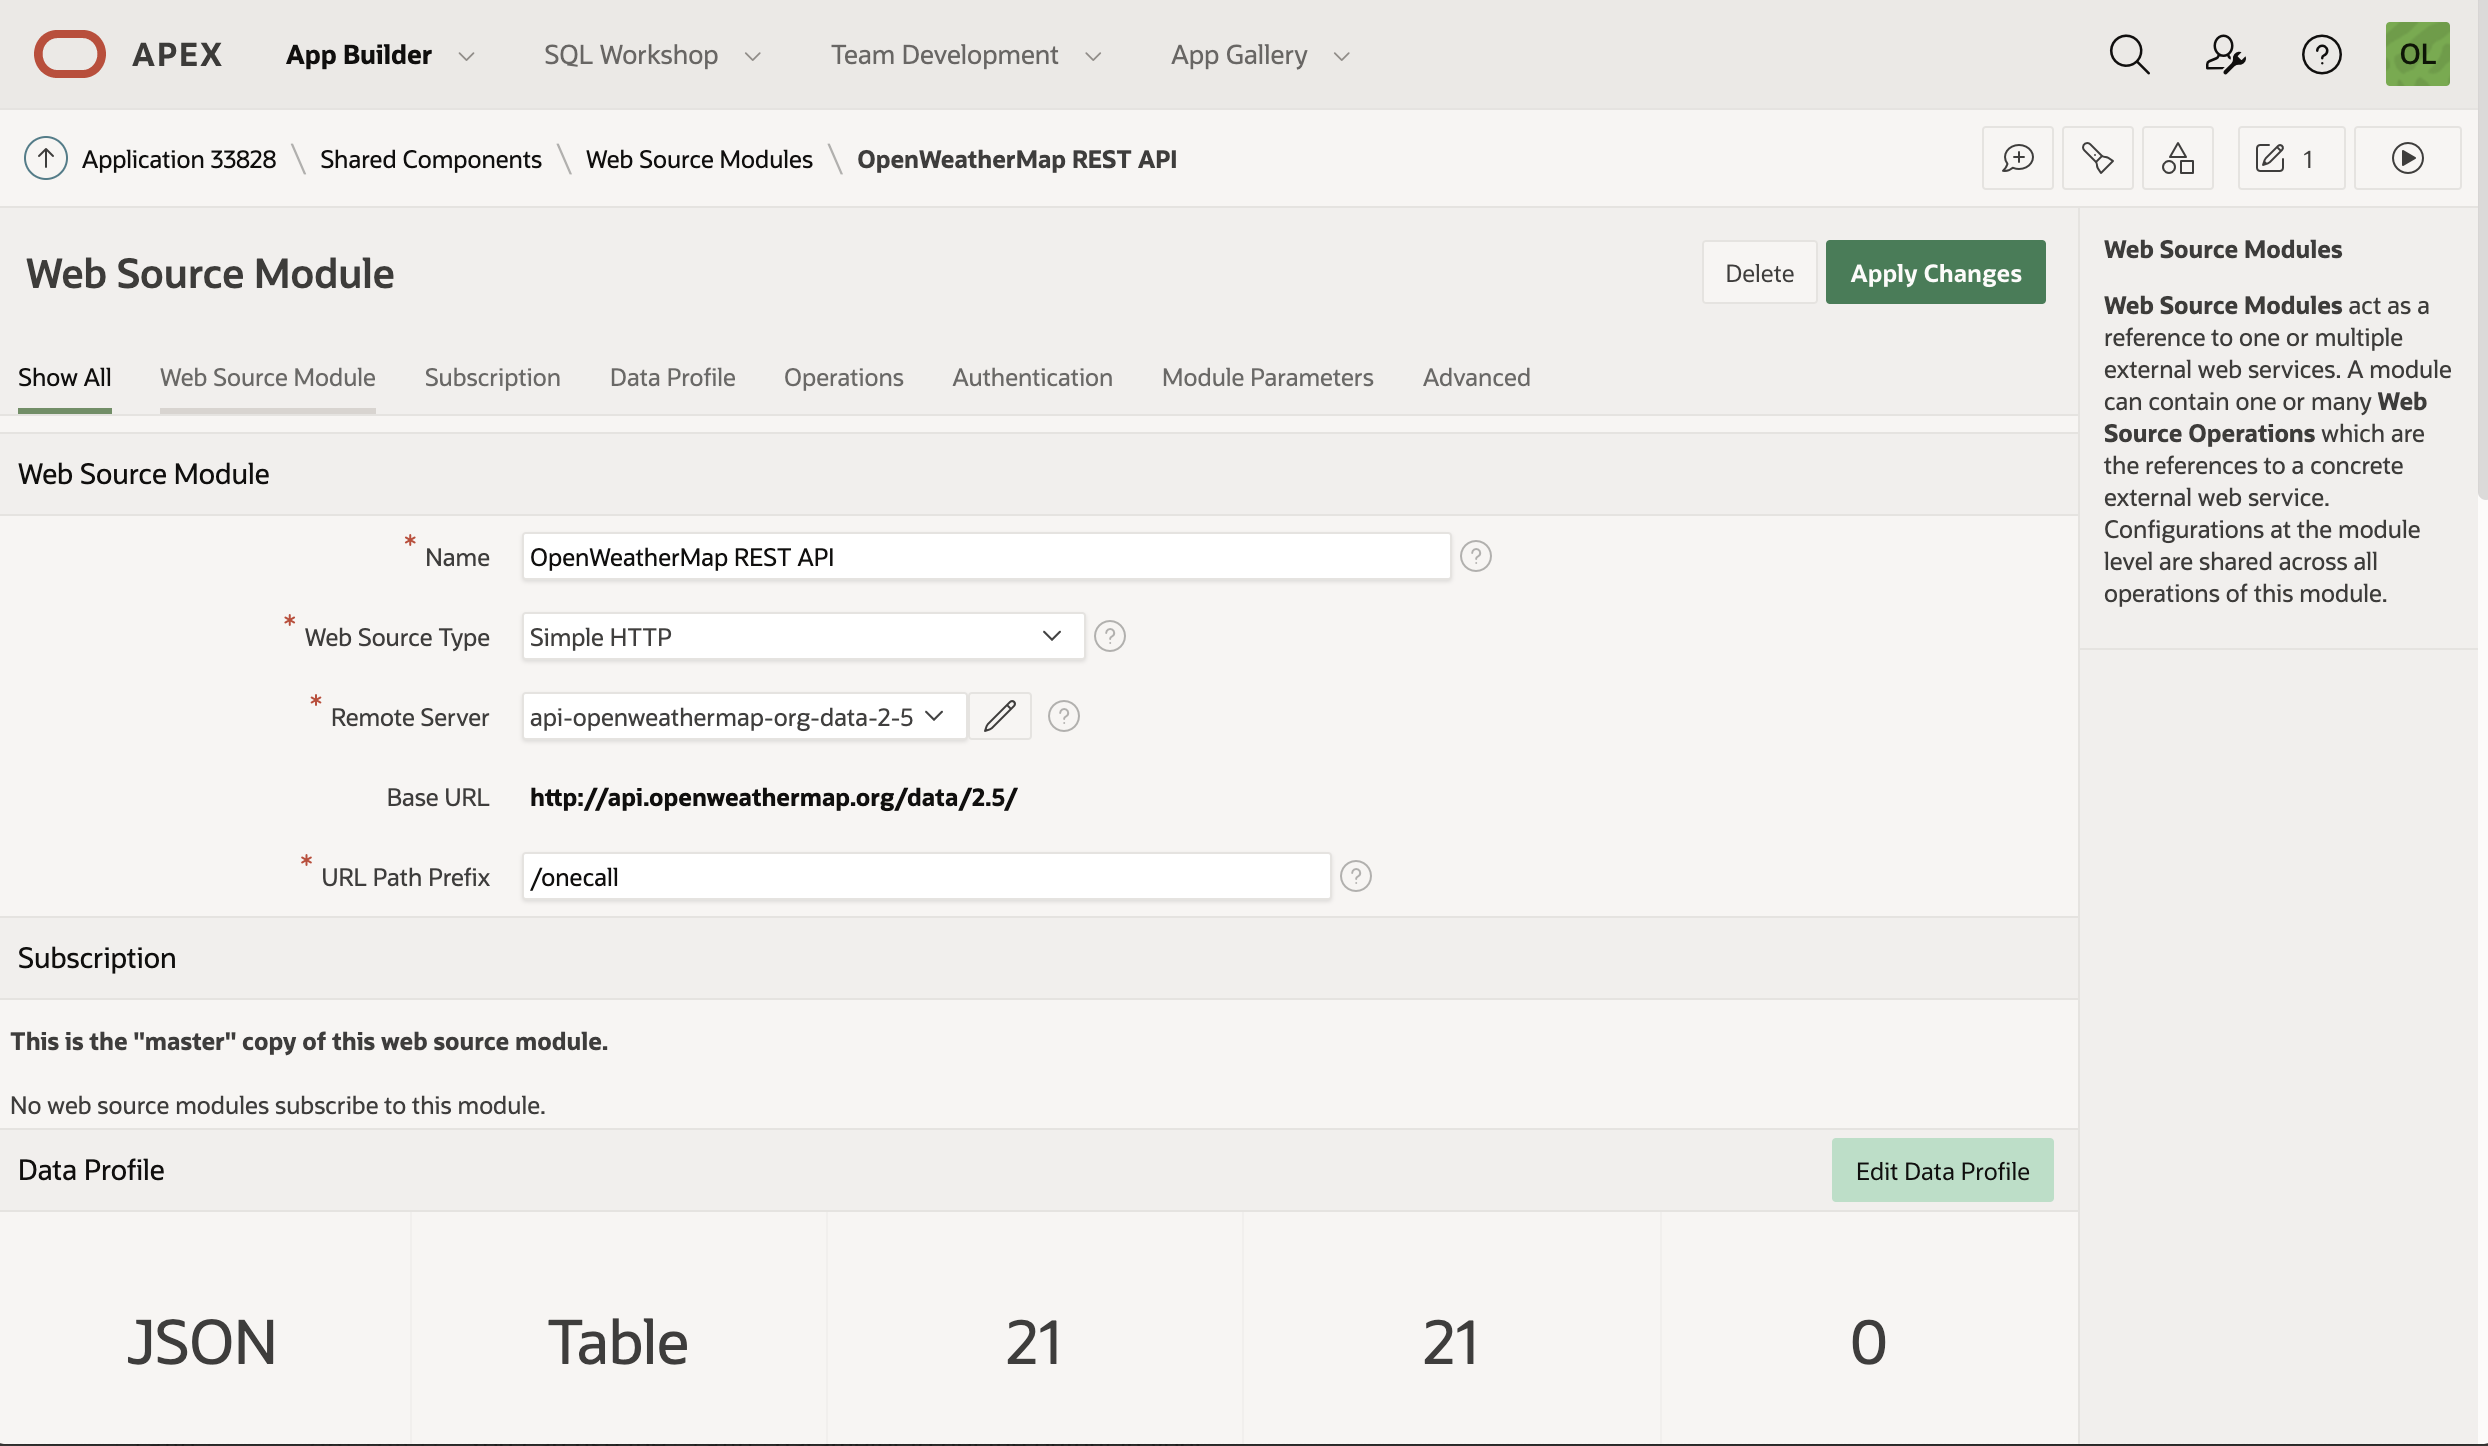 APEX App Builder SQL Workshop Team Development App Gallery OL
Application 33828 \ Shared Components \ Web Source Modules \ OpenWeatherMap REST API 1
Web Source Module
Delete Apply Changes
Show All Web Source Module Subscription Data Profile Operations Authentication Module Parameters Advanced
Web Source Module
* Name OpenWeatherMap REST API ?
* Web Source Type Simple HTTP ?
* Remote Server api-openweathermap-org-data-2-5 ?
Base URL http://api.openweathermap.org/data/2.5/
* URL Path Prefix /onecall ?
Subscription
This is the "master" copy of this web source module.
No web source modules subscribe to this module.
Data Profile Edit Data Profile
JSON Table 21 21 0
Web Source Modules
Web Source Modules act as a
reference to one or multiple
external web services. A module
can contain one or many Web
Source Operations which are
the references to a concrete
external web service.
Configurations at the module
level are shared across all
operations of this module.